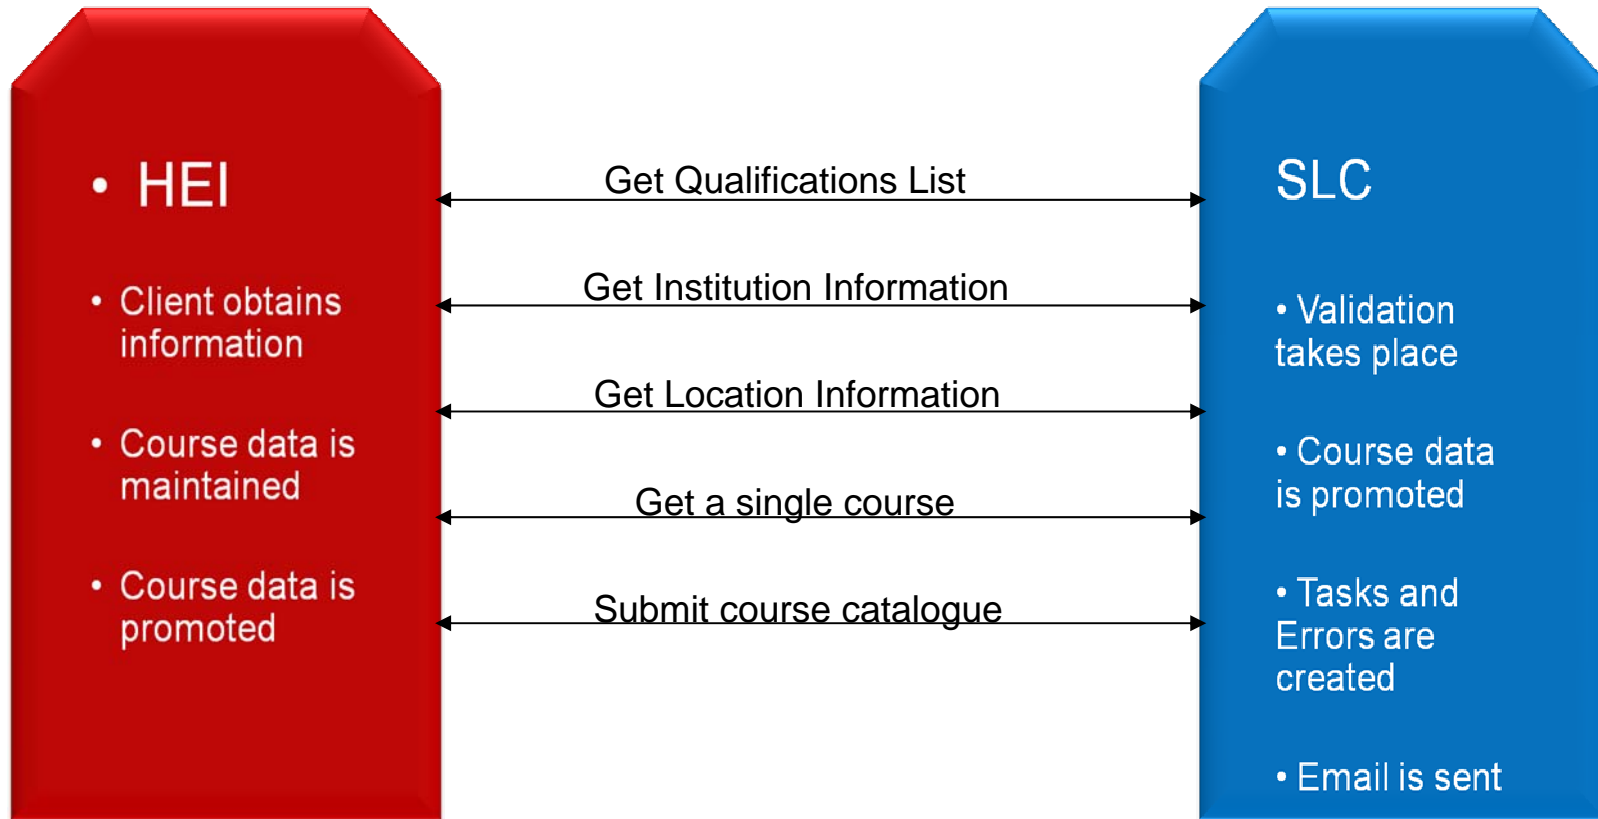 • HEI
• Client obtains
information
• Course data is
maintained
• Course data is
promoted
Get Qualifications List
Get Institution Information
Get Location Information
Get a single course
Submit course catalogue
SLC
• Validation
takes place
• Course data
is promoted
• Tasks and
Errors are
created
• Email is sent